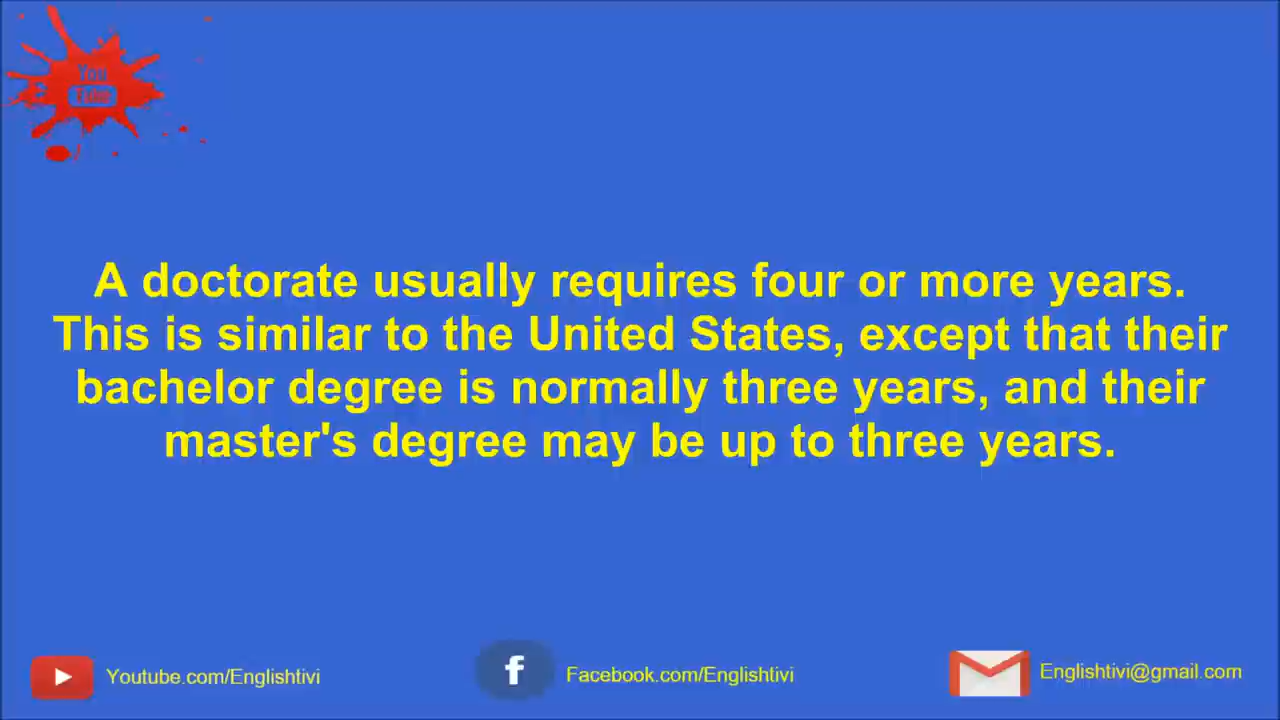 You
Tube
A doctorate usually requires four or more years.
This is similar to the United States, except that their
bachelor degree is normally three years, and their
master's degree may be up to three years.
Youtube.com/Englishtivi
f
Facebook.com/Englishtivi
Englishtivi@gmail.com